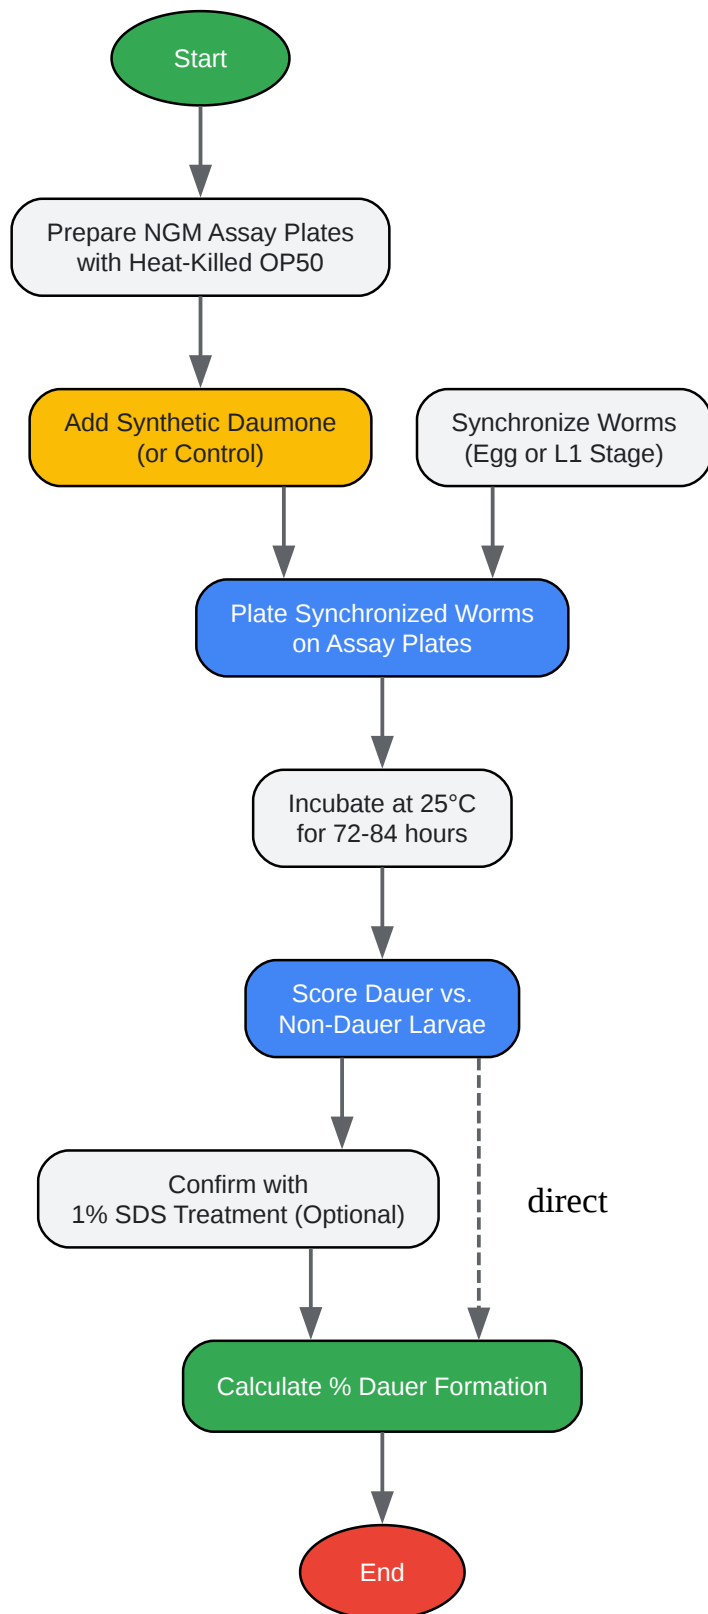 Start
Prepare NGM Assay Plates
with Heat-Killed OP50
Add Synthetic Daumone
(or Control)
Synchronize Worms
(Egg or L1 Stage)
Plate Synchronized Worms
on Assay Plates
Incubate at 25°C
for 72-84 hours
Score Dauer vs.
Non-Dauer Larvae
Confirm with
1% SDS Treatment (Optional)
direct
Calculate % Dauer Formation
End